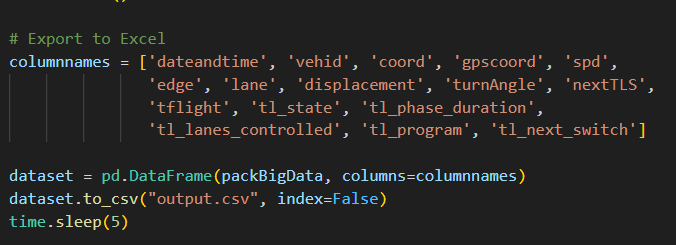 # Export to Excel
columnnames = ['dateandtime', 'vehid', 'coord', 'gpscoord', 'spd',
'edge', 'lane', 'displacement', 'turnAngle', 'nextTLS',
'tflight', 'tl_state', 'tl_phase_duration',
'tl_lanes_controlled', 'tl_program', 'tl_next_switch']
dataset = pd.DataFrame(packBigData, columns=columnnames)
dataset.to_csv("output.csv", index=False)
time.sleep(5)